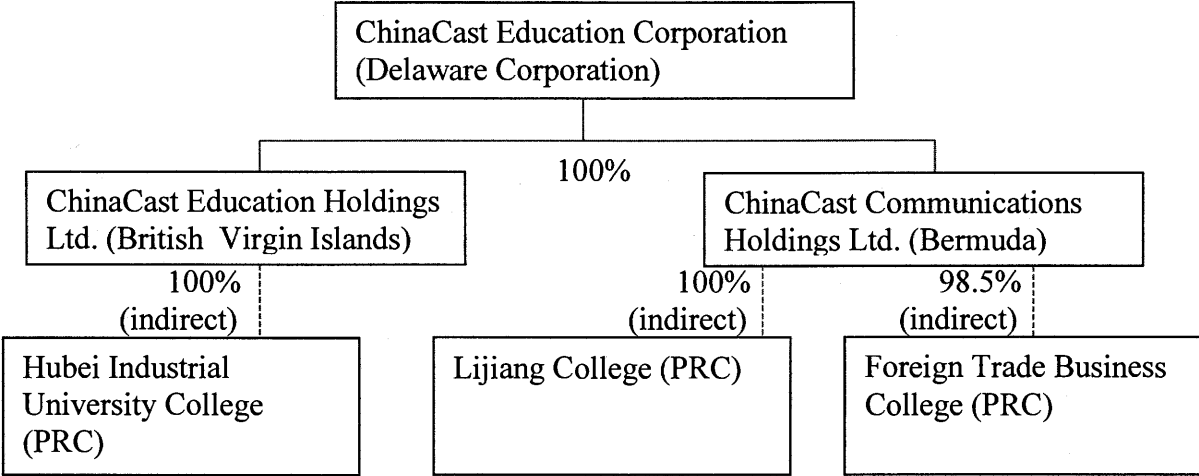 ChinaCast Education Corporation
(Delaware Corporation)
100%
ChinaCast Education Holdings
Ltd. (British Virgin Islands)
ChinaCast Communications
Holdings Ltd. (Bermuda)
100%
(indirect)
100%
(indirect)
98.5%
(indirect)
Hubei Industrial
University College
(PRC)
Lijiang College (PRC)
Foreign Trade Business
College (PRC)